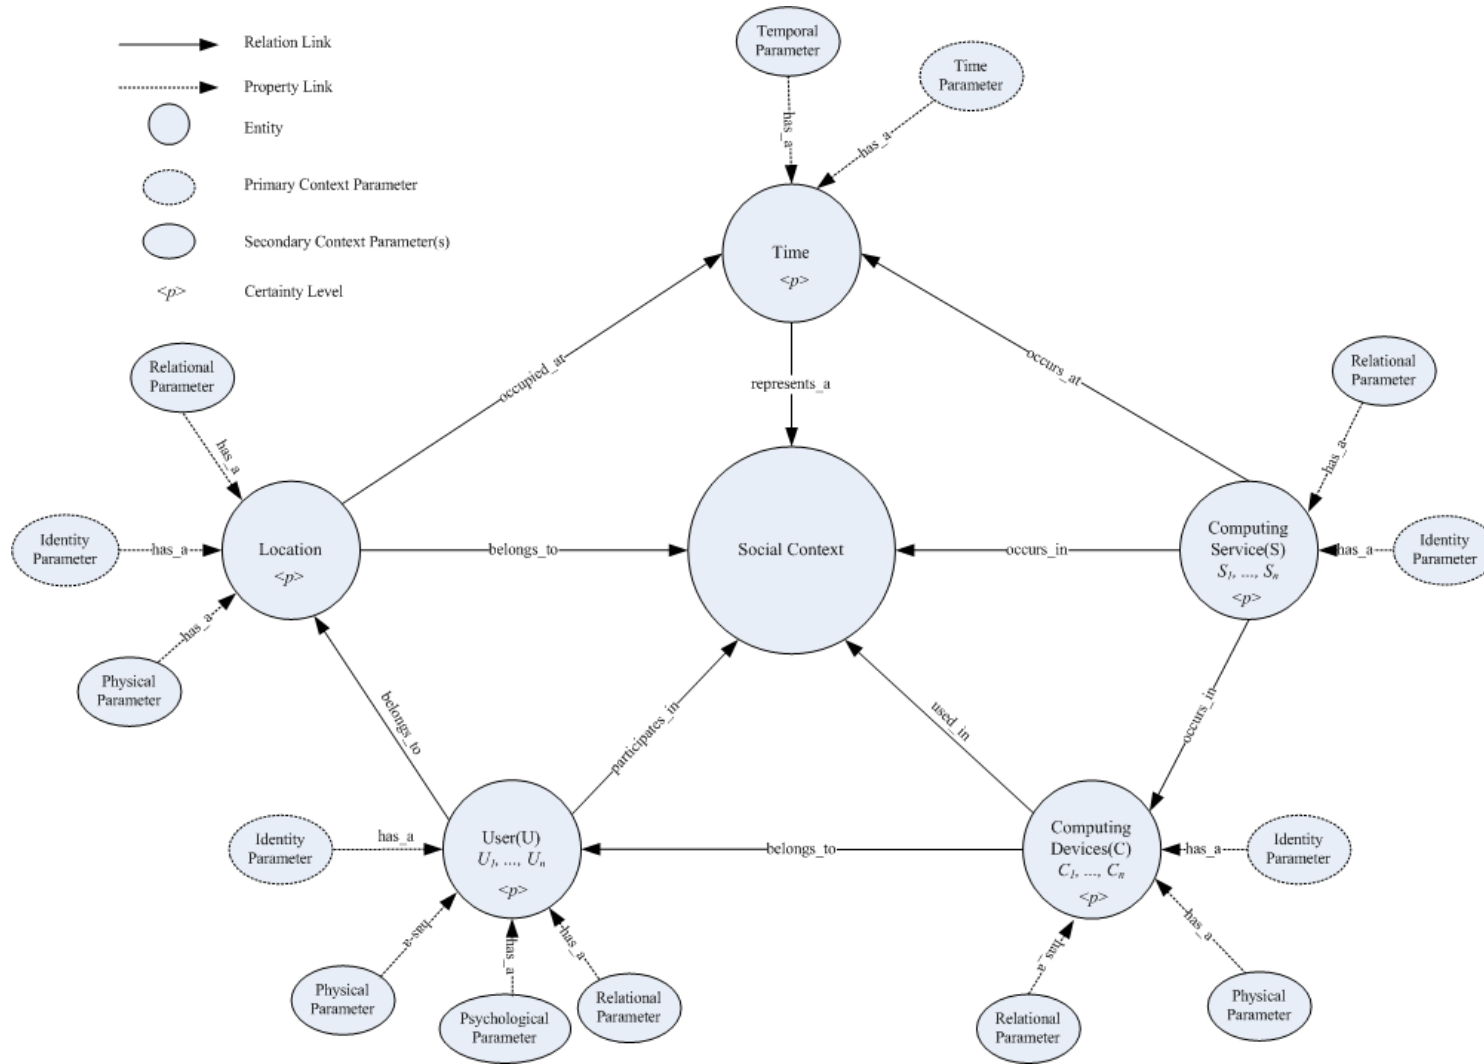 Relation Link
Property Link
Entity
Primary Context Parameter
Secondary Context Parameter(s)
<p>
Certainty Level
Temporal
Parameter
Time
Parameter
has_a
has_a
Time
<p>
occupied_at
represents_a
occurs_at
Relational
Parameter
has_a
Identity
Parameter
has_a
Physical
Parameter
has_a
Location
<p>
belongs_to
Social Context
occurs_in
Computing
Service(S)
S1, ..., Sn
<p>
Relational
Parameter
has_a
Identity
Parameter
has_a
belongs_to
participates_in
used_in
occurs_in
Identity
Parameter
has_a
User(U)
U1, ..., Un
<p>
belongs_to
Computing
Devices(C)
C1, ..., Cn
<p>
has_a
Identity
Parameter
has-a
Physical
Parameter
has_a
Psychological
Parameter
has_a
Relational
Parameter
has_a
Relational
Parameter
has_a
Physical
Parameter